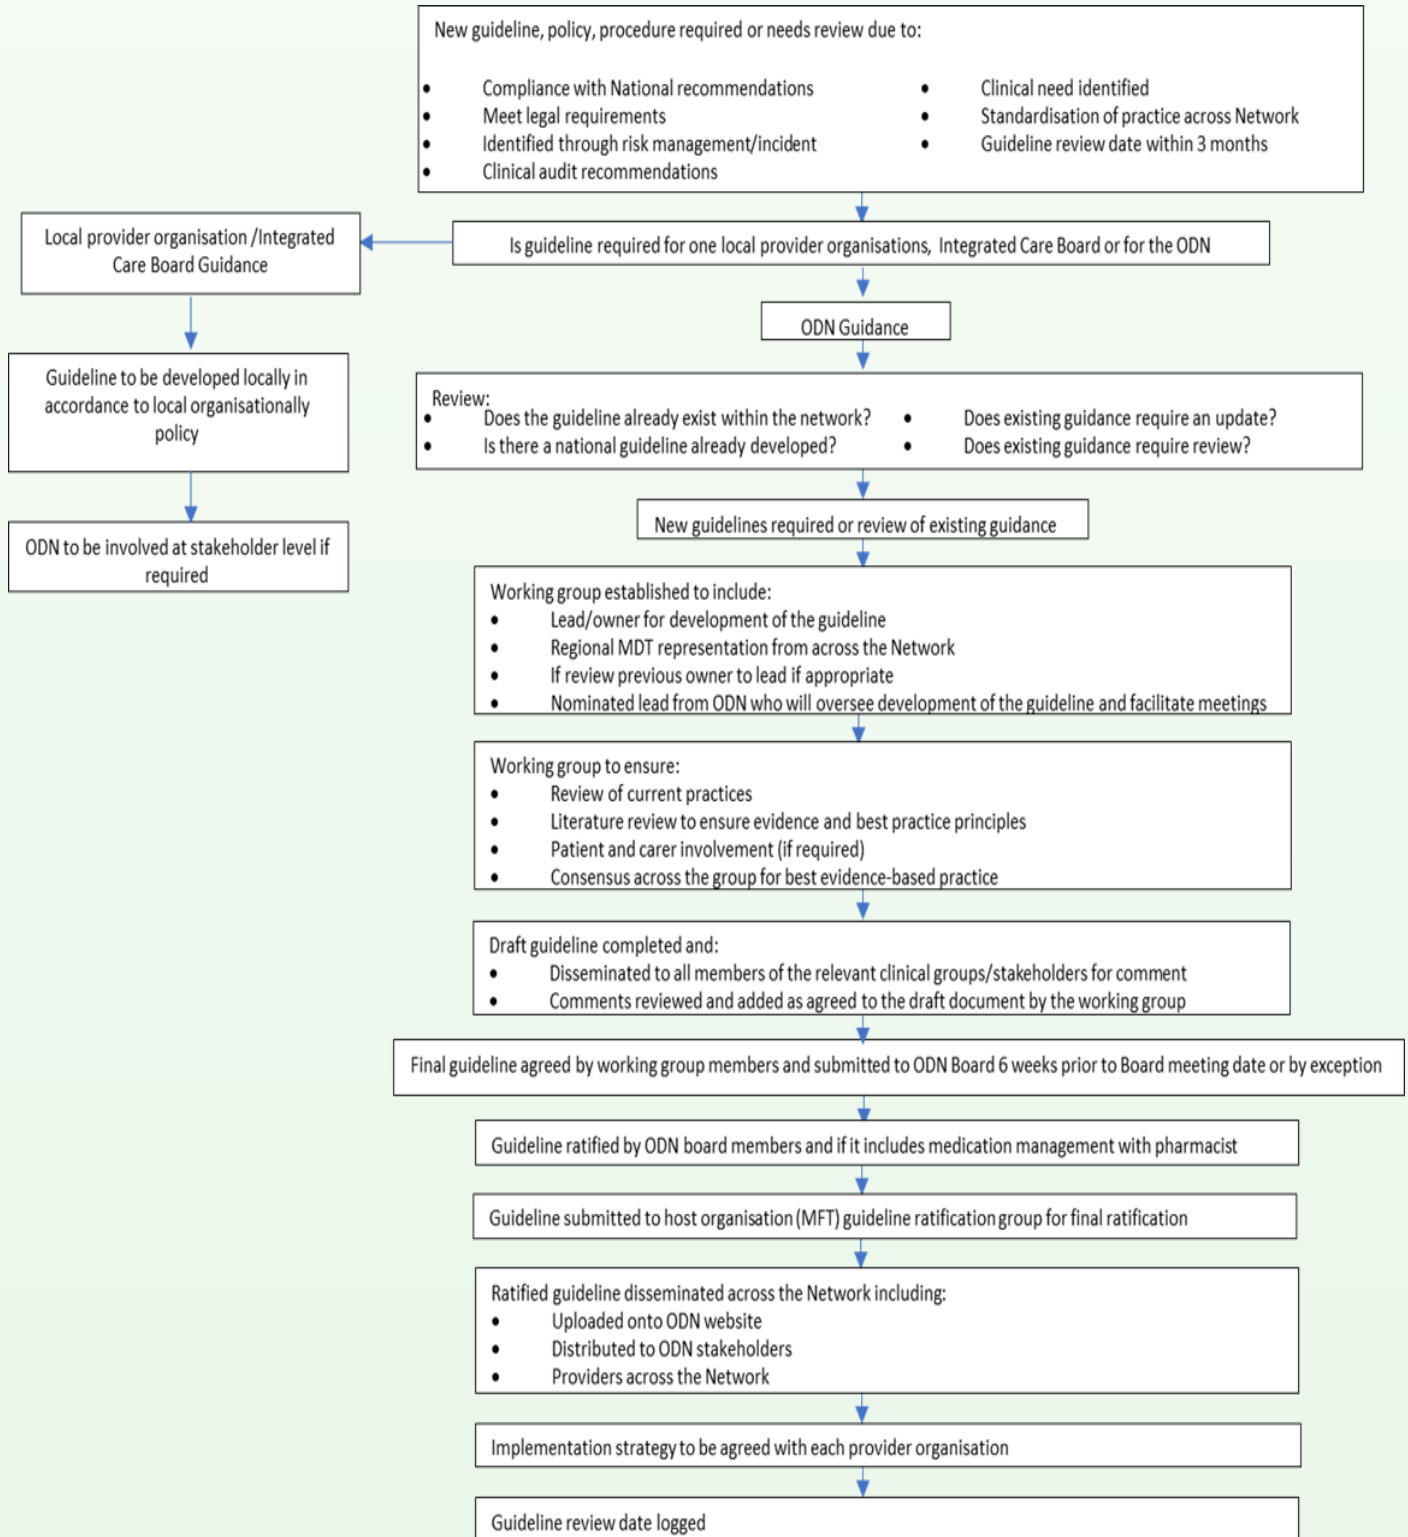 New guideline, policy, procedure required or needs review due to:
• Compliance with National recommendations
• Meet legal requirements
• Identified through risk management/incident
• Clinical audit recommendations
• Clinical need identified
• Standardisation of practice across Network
• Guideline review date within 3 months
Is guideline required for one local provider organisations, Integrated Care Board or for the ODN
Local provider organisation /Integrated
Care Board Guidance
Guideline to be developed locally in
accordance to local organisationally
policy
ODN to be involved at stakeholder level if
required
ODN Guidance
Review:
• Does the guideline already exist within the network?
• Is there a national guideline already developed?
• Does existing guidance require an update?
• Does existing guidance require review?
New guidelines required or review of existing guidance
Working group established to include:
• Lead/owner for development of the guideline
• Regional MDT representation from across the Network
• If review previous owner to lead if appropriate
• Nominated lead from ODN who will oversee development of the guideline and facilitate meetings
Working group to ensure:
• Review of current practices
• Literature review to ensure evidence and best practice principles
• Patient and carer involvement (if required)
• Consensus across the group for best evidence-based practice
Draft guideline completed and:
• Disseminated to all members of the relevant clinical groups/stakeholders for comment
• Comments reviewed and added as agreed to the draft document by the working group
Final guideline agreed by working group members and submitted to ODN Board 6 weeks prior to Board meeting date or by exception
Guideline ratified by ODN board members and if it includes medication management with pharmacist
Guideline submitted to host organisation (MFT) guideline ratification group for final ratification
Ratified guideline disseminated across the Network including:
• Uploaded onto ODN website
• Distributed to ODN stakeholders
• Providers across the Network
Implementation strategy to be agreed with each provider organisation
Guideline review date logged